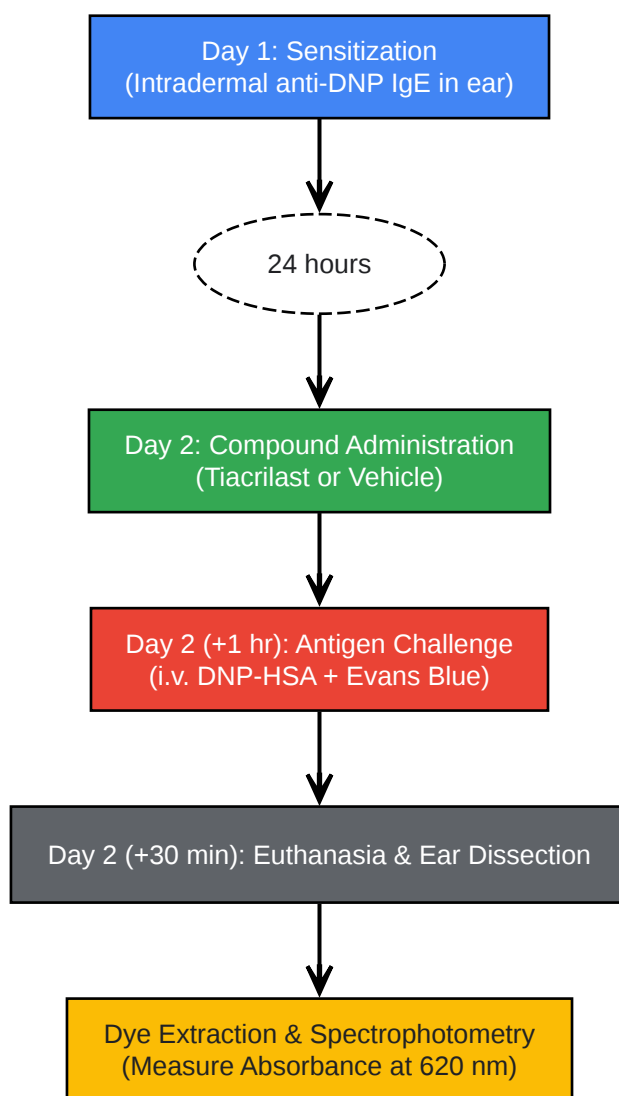 Day 1: Sensitization
(Intradermal anti-DNP IgE in ear)
24 hours
Day 2: Compound Administration
(Tiacrilast or Vehicle)
Day 2 (+1 hr): Antigen Challenge
(i.v. DNP-HSA + Evans Blue)
Day 2 (+30 min): Euthanasia & Ear Dissection
Dye Extraction & Spectrophotometry
(Measure Absorbance at 620 nm)